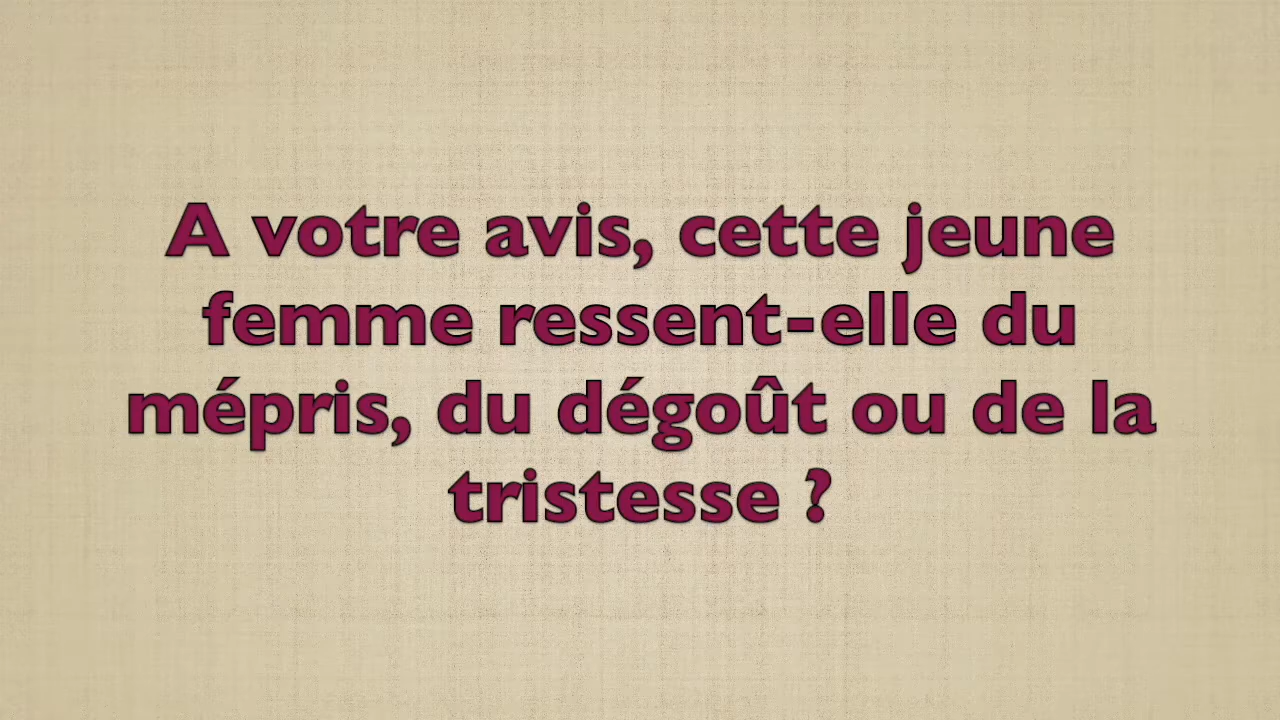 A votre avis, cette jeune
femme ressent-elle du
mépris, du dégoût ou de la
tristesse ?